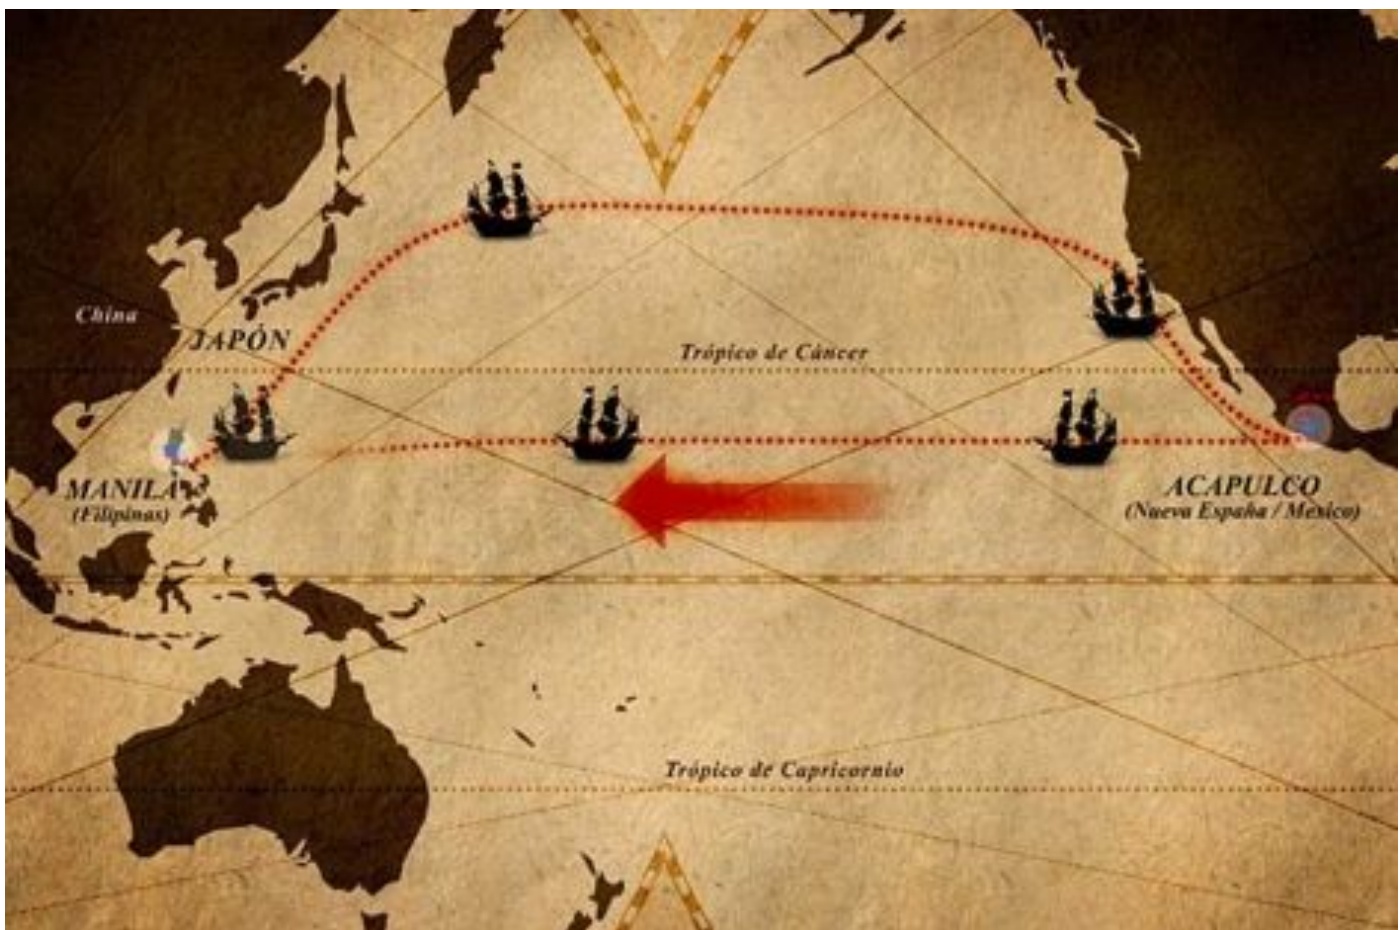 China
JAPÓN
Trópico de Cáncer
MANILA
(Filipinas)
ACAPULCO
(Nueva España / México)
Trópico de Capricornio